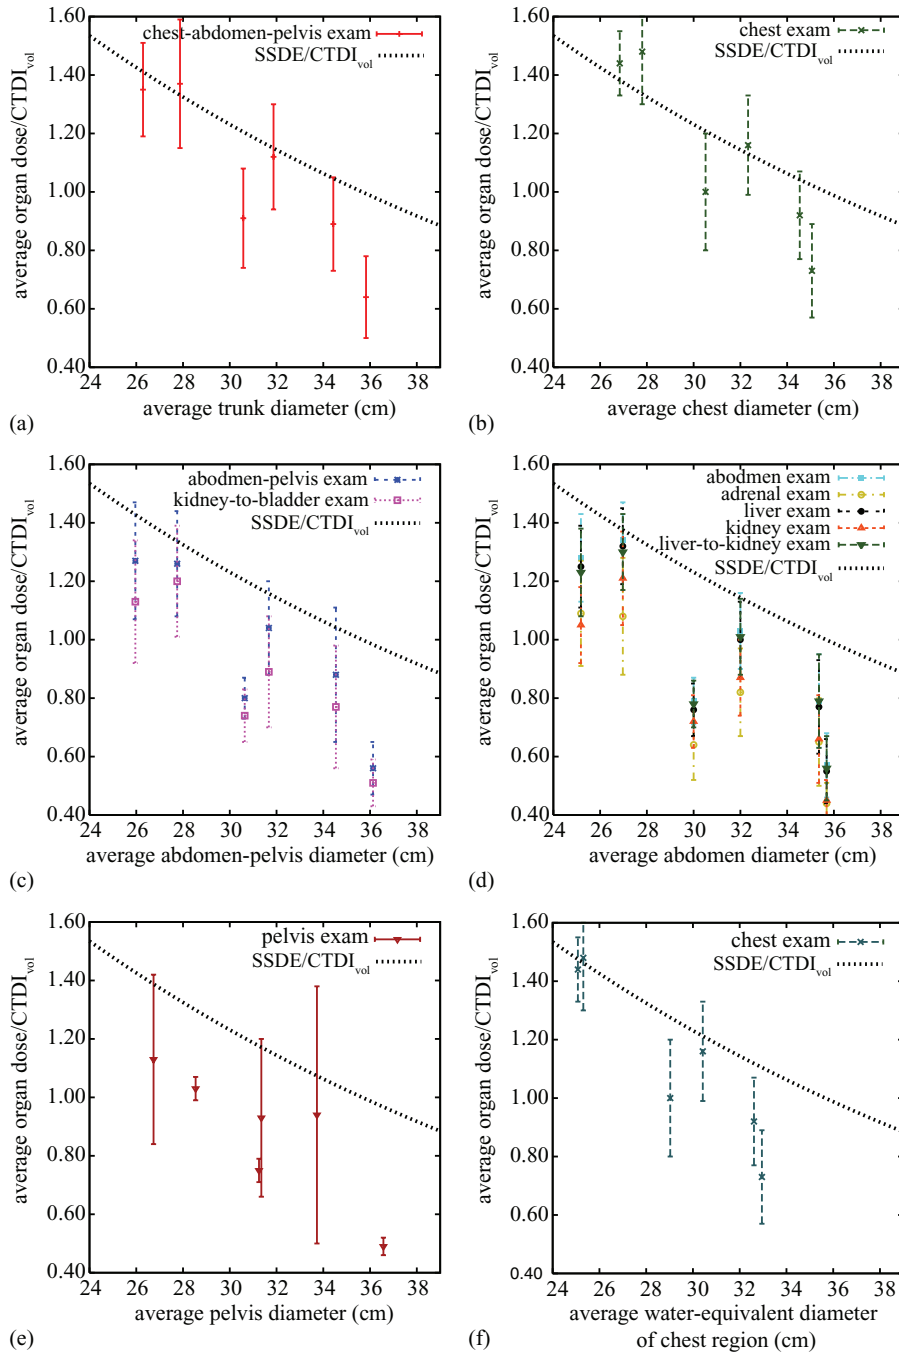 1.60
1.40
1.20
1.00
0.80
0.60
0.40
24 26 28 30 32 34 36 38
average organ dose/CTDIvol
chest-abdomen-pelvis exam
SSDE/CTDIvol
average trunk diameter (cm)
(a)
1.60
1.40
1.20
1.00
0.80
0.60
0.40
24 26 28 30 32 34 36 38
average organ dose/CTDIvol
chest exam
SSDE/CTDIvol
average chest diameter (cm)
(b)
1.60
1.40
1.20
1.00
0.80
0.60
0.40
24 26 28 30 32 34 36 38
average organ dose/CTDIvol
abodmen-pelvis exam
kidney-to-bladder exam
SSDE/CTDIvol
average abdomen-pelvis diameter (cm)
(c)
1.60
1.40
1.20
1.00
0.80
0.60
0.40
24 26 28 30 32 34 36 38
average organ dose/CTDIvol
abodmen exam
adrenal exam
liver exam
kidney exam
liver-to-kidney exam
SSDE/CTDIvol
average abdomen diameter (cm)
(d)
1.60
1.40
1.20
1.00
0.80
0.60
0.40
24 26 28 30 32 34 36 38
average organ dose/CTDIvol
pelvis exam
SSDE/CTDIvol
average pelvis diameter (cm)
(e)
1.60
1.40
1.20
1.00
0.80
0.60
0.40
24 26 28 30 32 34 36 38
average organ dose/CTDIvol
chest exam
SSDE/CTDIvol
average water-equivalent diameter
of chest region (cm)
(f)